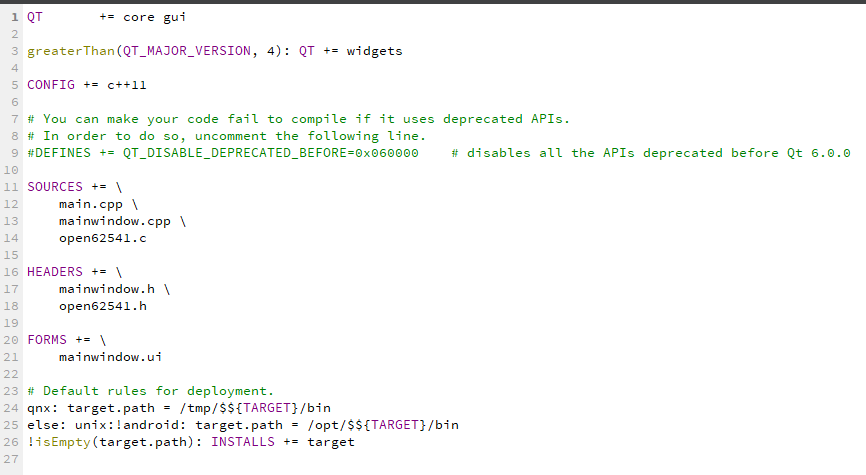 1 QT       += core gui
2
3 greaterThan(QT_MAJOR_VERSION, 4): QT += widgets
4
5 CONFIG += c++11
6
7 # You can make your code fail to compile if it uses deprecated APIs.
8 # In order to do so, uncomment the following line.
9 #DEFINES += QT_DISABLE_DEPRECATED_BEFORE=0x060000    # disables all the APIs deprecated before Qt 6.0.0
10
11 SOURCES += \
12     main.cpp \
13     mainwindow.cpp \
14     open62541.c
15
16 HEADERS += \
17     mainwindow.h \
18     open62541.h
19
20 FORMS += \
21     mainwindow.ui
22
23 # Default rules for deployment.
24 qnx: target.path = /tmp/$${TARGET}/bin
25 else: unix:!android: target.path = /opt/$${TARGET}/bin
26 !isEmpty(target.path): INSTALLS += target
27